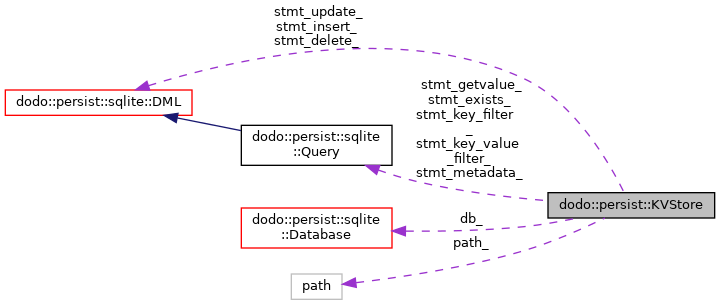 stmt_update_
stmt_insert_
stmt_delete_
dodo::persist::sqlite::DML
stmt_getvalue_
stmt_exists_
stmt_key_filter
_
stmt_key_value
_filter_
stmt_metadata_
dodo::persist::sqlite
::Query
dodo::persist::KVStore
dodo::persist::sqlite
::Database
db_
path_
path